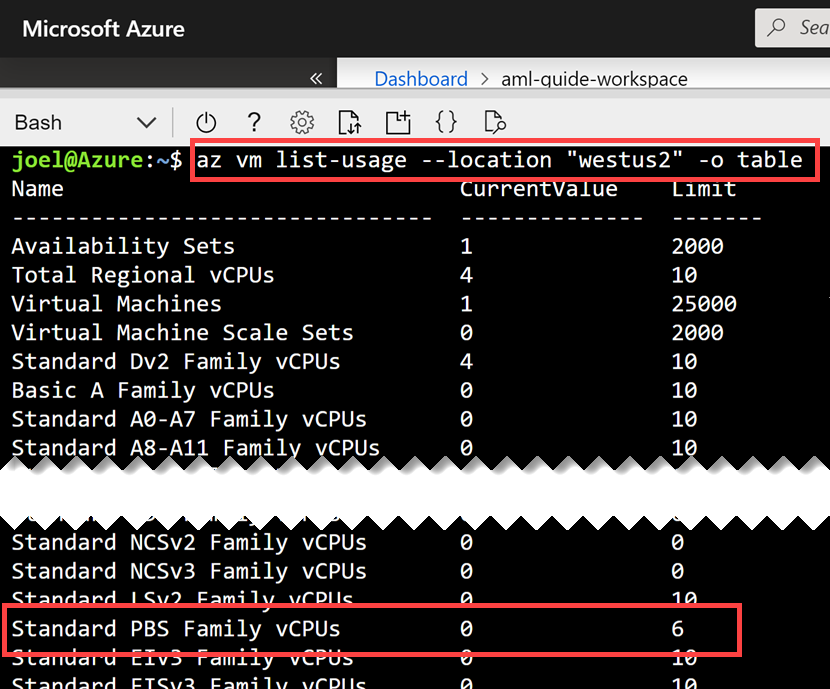 Microsoft Azure
Sea
« Dashboard > aml-guide-workspace
Bash
joel@Azure:~$ az vm list-usage --location "westus2" -o table
Name CurrentValue Limit
-------------------------------- -------------- -------
Availability Sets 1 2000
Total Regional vCPUs 4 10
Virtual Machines 1 25000
Virtual Machine Scale Sets 0 2000
Standard Dv2 Family vCPUs 4 10
Basic A Family vCPUs 0 10
Standard A0-A7 Family vCPUs 0 10
Standard A8-A11 Family vCPUs 0 10
Standard NCSv2 Family vCPUs 0 0
Standard NCSv3 Family vCPUs 0 0
Standard LSv2 Family vCPUs 0 10
Standard PBS Family vCPUs 0 6
Standard EIv3 Family vCPUs 0 10
Standard EISv3 Family vCPUs 0 10